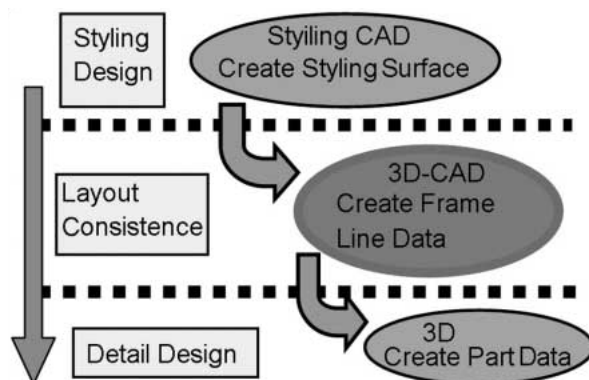 Styling
Design
Styiling CAD
Create Styling Surface
Layout
Consistence
3D-CAD
Create Frame
Line Data
Detail Design
3D
Create Part Data